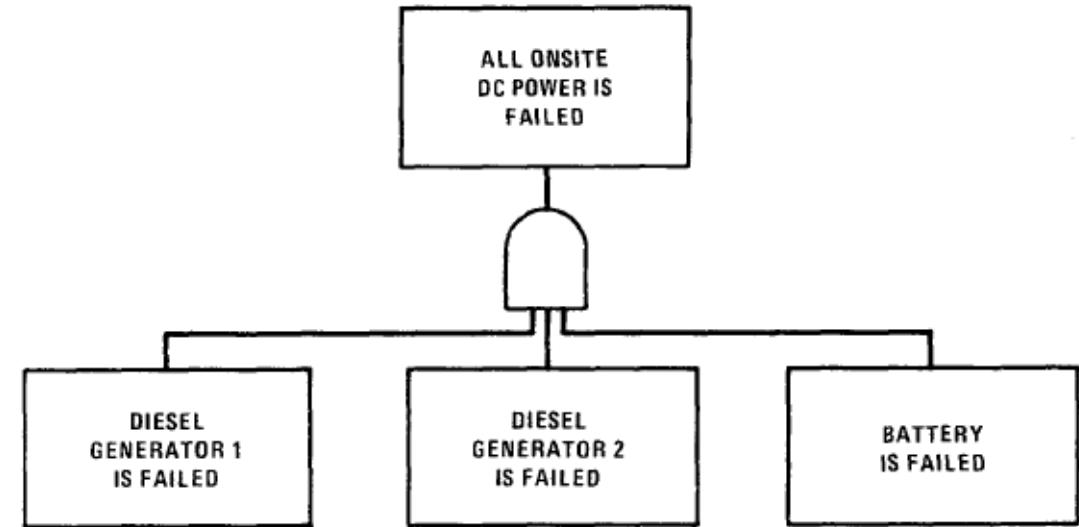 ALL ONSITE
DC POWER IS
FAILED
DIESEL
GENERATOR 1
IS FAILED
DIESEL
GENERATOR 2
IS FAILED
BATTERY
IS FAILED